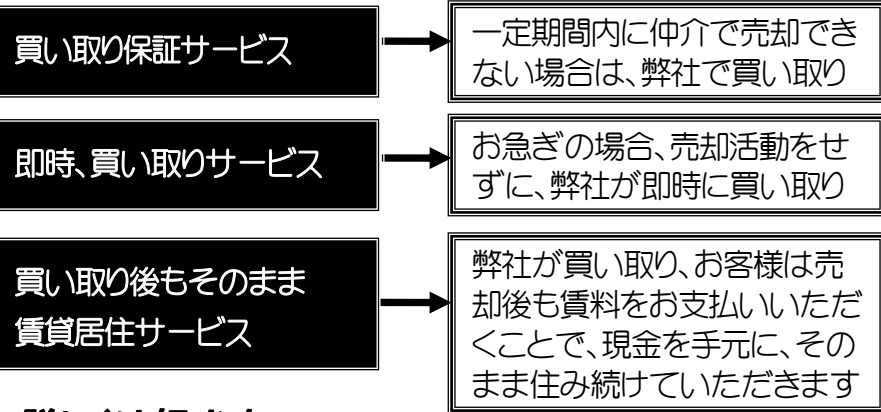 買い取り保証サービス
一定期間内に仲介で売却でき
ない場合は、弊社で買い取り
即時、買い取りサービス
お急ぎの場合、売却活動をせ
ずに、弊社が即時に買い取り
買い取り後もそのまま
賃貸居住サービス
弊社が買い取り、お客様は売
却後も賃料をお支払いいただ
くことで、現金を手元に、その
まま住み続けていただきます